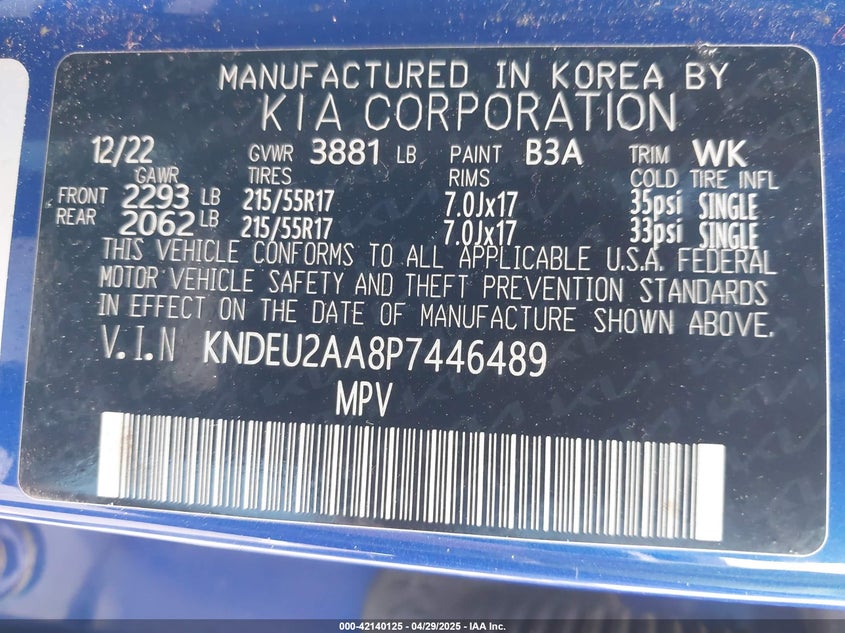 MANUFACTURED IN KOREA BY
KIA CORPORATION
12/22 GVWR 3881 LB PAINT B3A TRIM WK
GAWR TIRES RIMS COLD TIRE INFL
FRONT 2293 LB 215/55R17 7.0Jx17 35psi SINGLE
REAR 2062 LB 215/55R17 7.0Jx17 33psi SINGLE
THIS VEHICLE CONFORMS TO ALL APPLICABLE U.S.A. FEDERAL
MOTOR VEHICLE SAFETY AND THEFT PREVENTION STANDARDS
IN EFFECT ON THE DATE OF MANUFACTURE SHOWN ABOVE.
V.I.N KNDEU2AA8P7446489
MPV
000-42140125 - 04/29/2025 - IAA Inc.